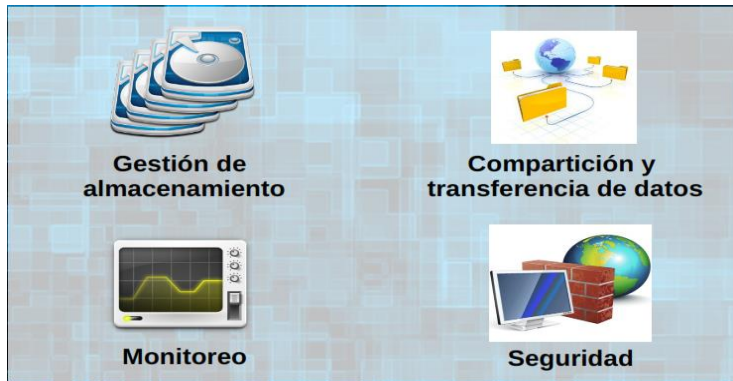 Gestión de
almacenamiento
Compartición y
transferencia de datos
Monitoreo
Seguridad